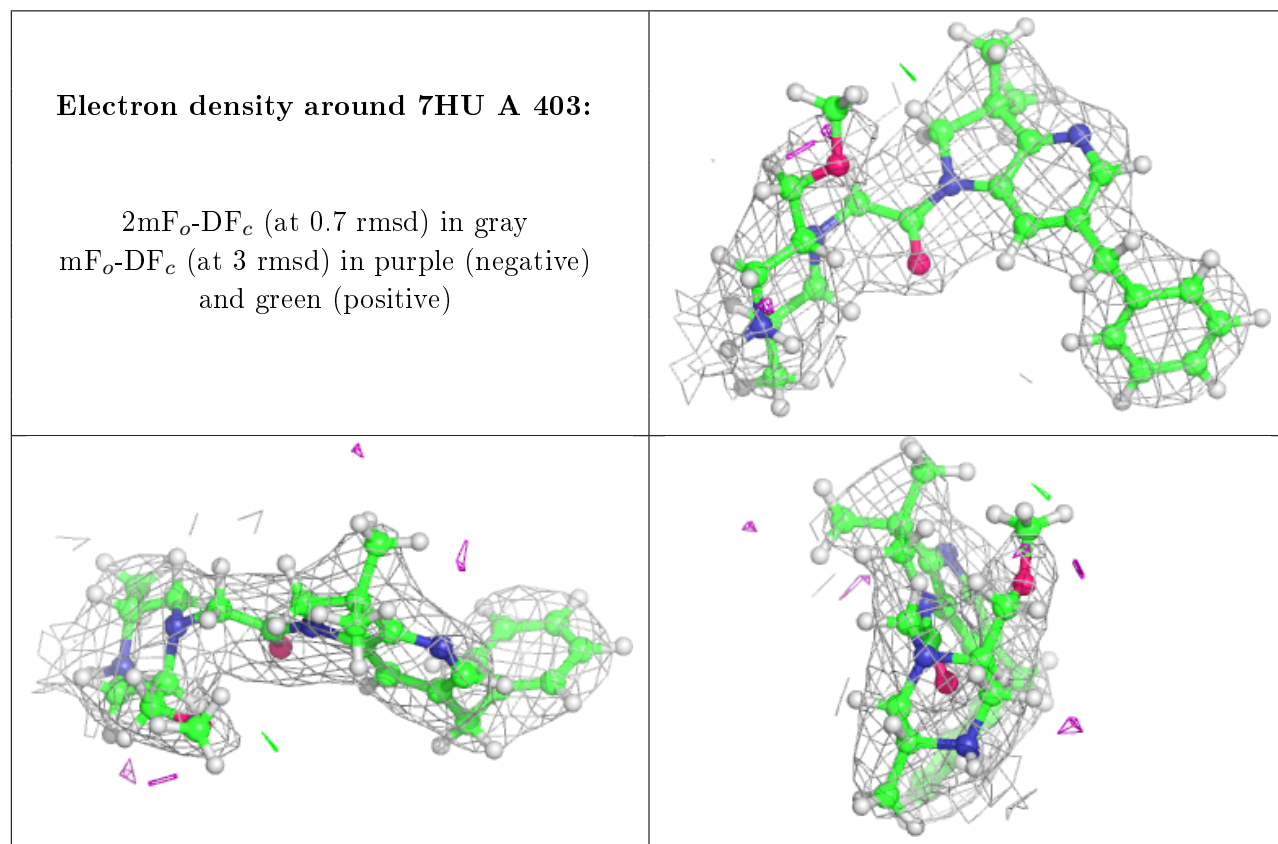 Electron density around 7HU A 403:
2mFo-DFc (at 0.7 rmsd) in gray
mFo-DFc (at 3 rmsd) in purple (negative)
and green (positive)